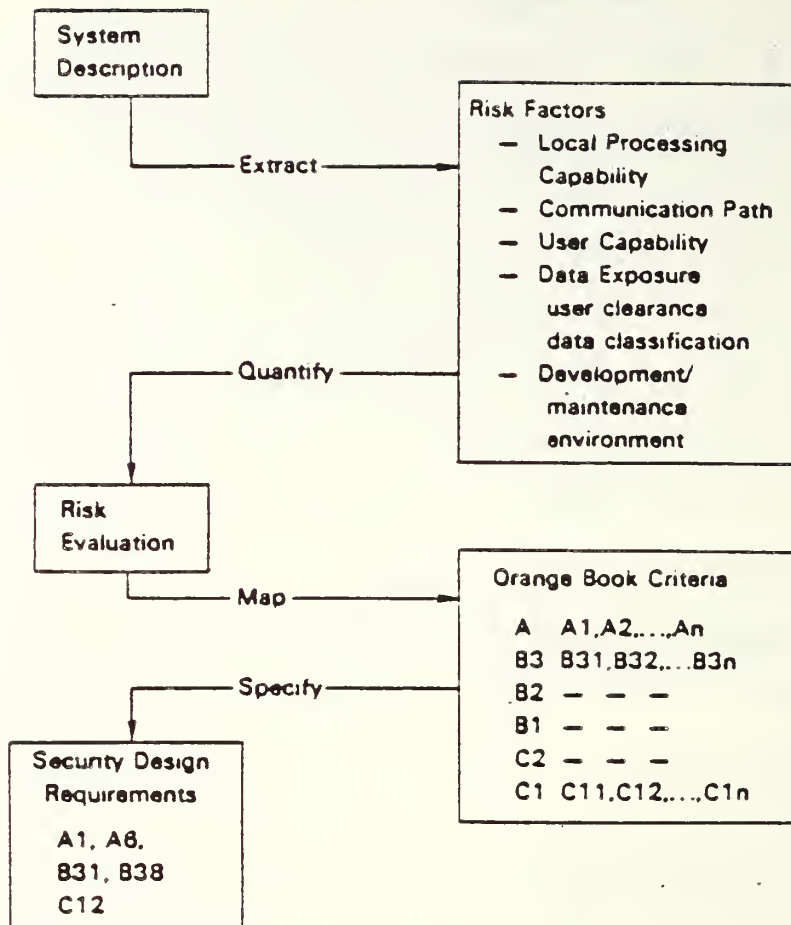 System
Description
Extract
Risk Factors
— Local Processing
Capability
— Communication Path
— User Capability
— Data Exposure
user clearance
data classification
— Development/
maintenance
environment
Quantify
Risk
Evaluation
Map
Orange Book Criteria
A A1,A2,...,An
B3 B31,B32,...B3n
B2 — — —
B1 — — —
C2 — — —
C1 C11,C12,...,C1n
Specify
Security Design
Requirements
A1, A6,
B31, B38
C12